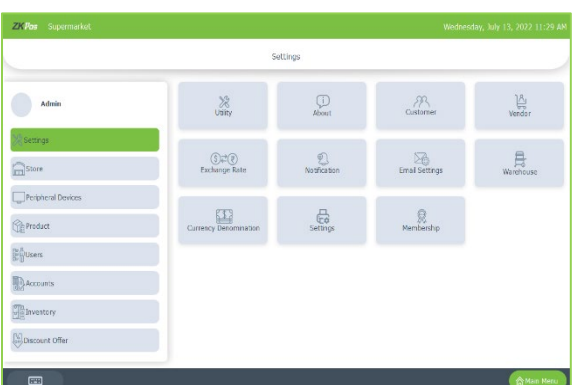 ZKPos Supermarket Wednesday, July 13, 2022 11:29 AM
Settings
Admin
Settings
Store
Peripheral Devices
Product
Users
Accounts
Inventory
Discount Offer
Utility About Customer Vendor
Exchange Rate Notification Email Settings Warehouse
Currency Denomination Settings Membership
Main Menu